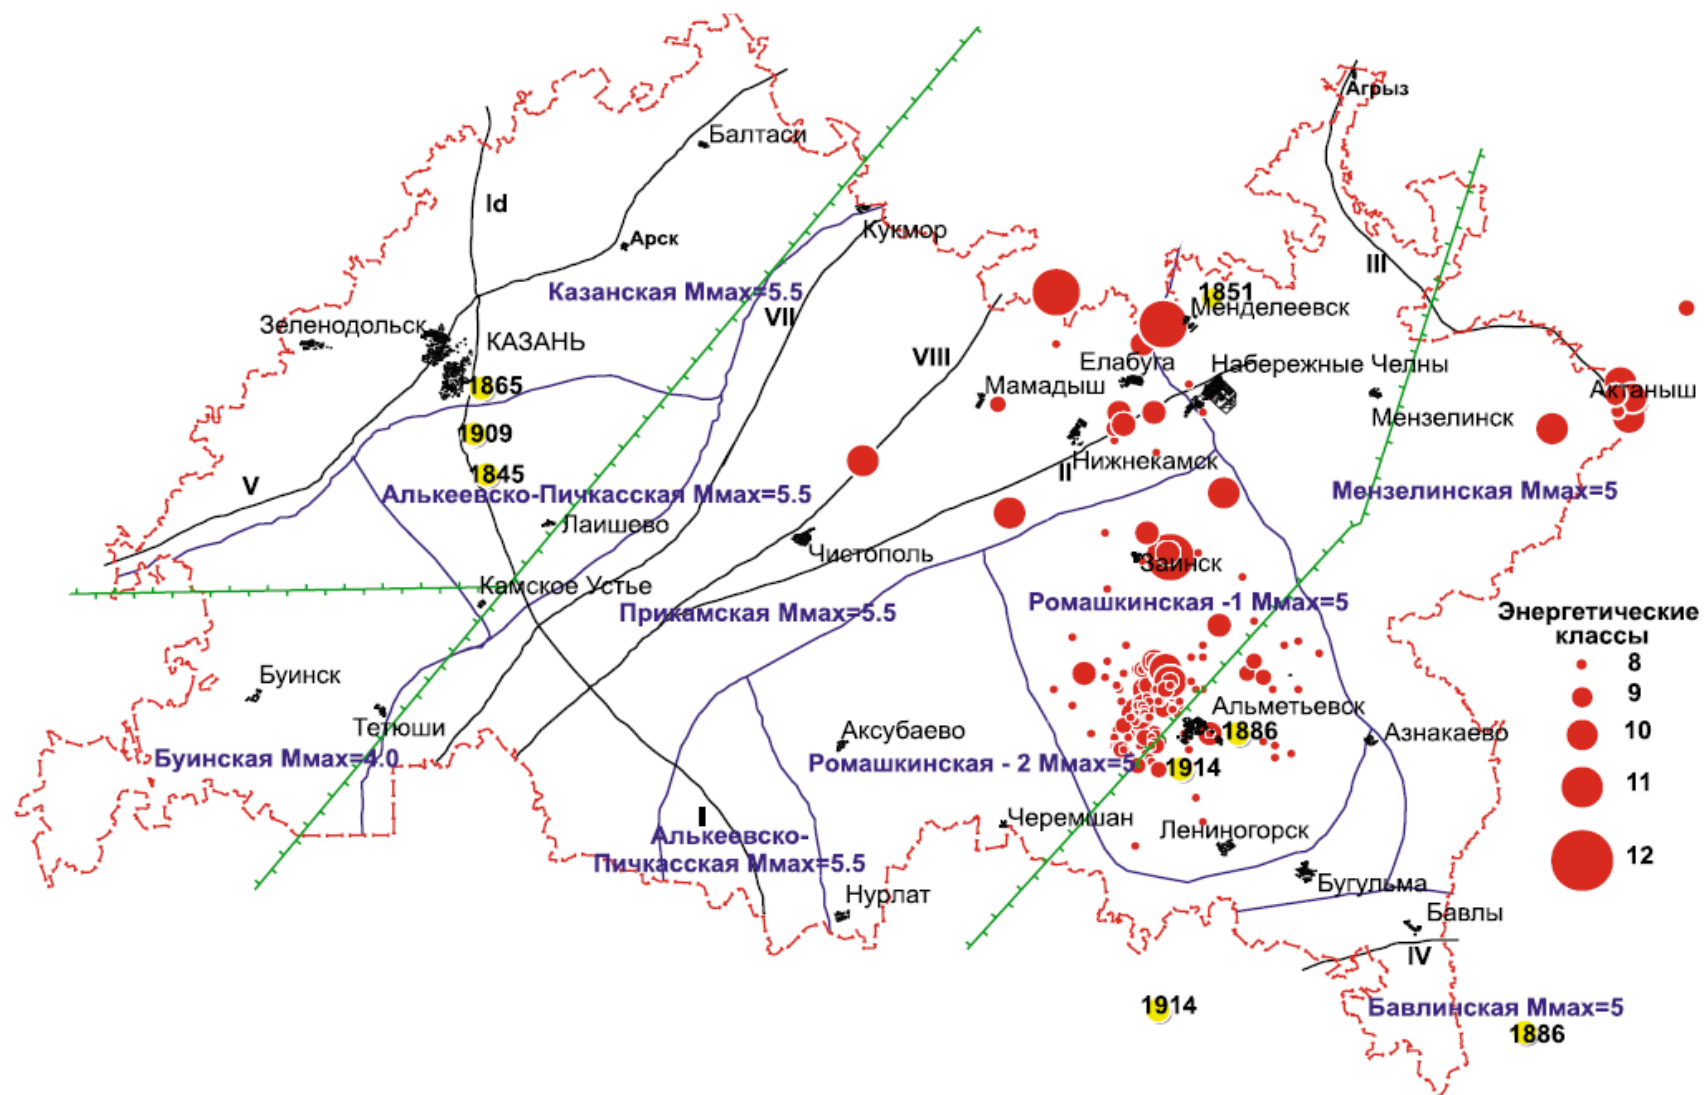 Агрыз
Балтаси
Id
Кукмор
Арск
III
Казанская Ммах=5.5
1851
Менделеевск
VII
Зеленодольск
КАЗАНЬ
VIII
Елабуга
Набережные Челны
1865
Мамадыш
Актаныш
Мензелинск
1909
Нижнекамск
II
1845
V
Алькеевско-Пичкасская Ммах=5.5
Мензелинская Ммах=5
Лаишево
Чистополь
Заинск
Камское Устье
Прикамская Ммах=5.5
Ромашкинская -1 Ммах=5
Энергетические
классы
8
9
10
11
12
Буинск
Тетюши
Аксубаево
Альметьевск
1886
Азнакаево
Буинская Ммах=4.0
Ромашкинская - 2 Ммах=5
1914
I
Черемшан
Лениногорск
Алькеевско-
Пичкасская Ммах=5.5
Нурлат
Бугульма
Бавлы
IV
1914
Бавлинская Ммах=5
1886